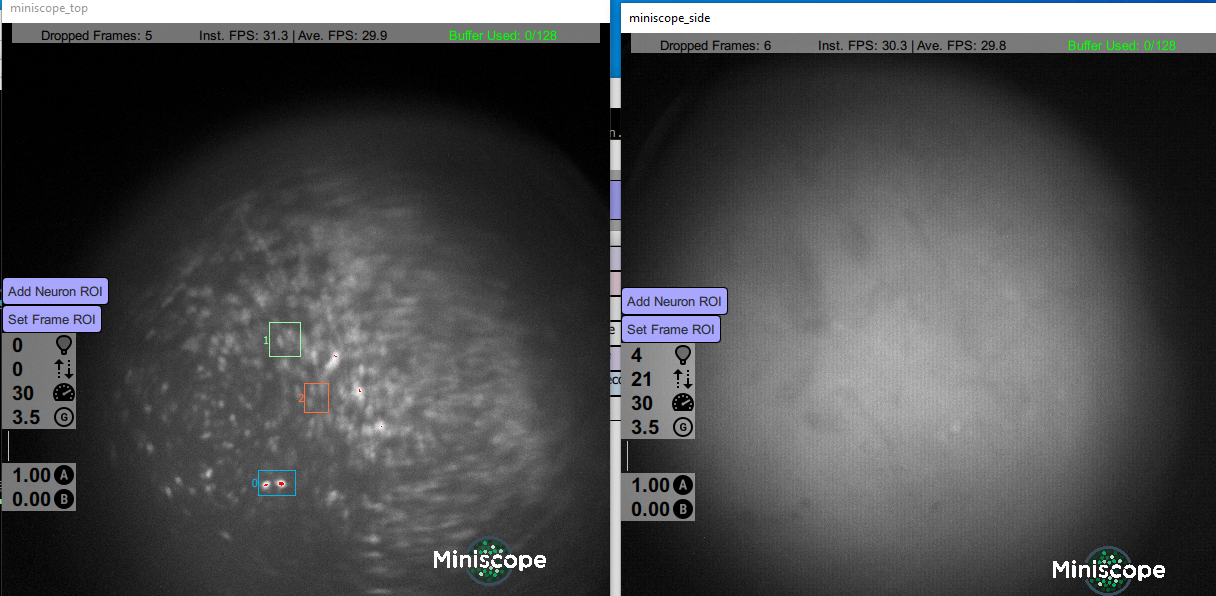 miniscope_top
Dropped Frames: 5 Inst. FPS: 31.3 | Ave. FPS: 29.9 Buffer Used: 0/128
Add Neuron ROI
Set Frame ROI
0
0
30
3.5 G
1.00 A
0.00 B
1
2
0
Miniscope
miniscope_side
Dropped Frames: 6 Inst. FPS: 30.3 | Ave. FPS: 29.8 Buffer Used: 0/128
Add Neuron ROI
Set Frame ROI
4
21
30
3.5 G
1.00 A
0.00 B
Miniscope